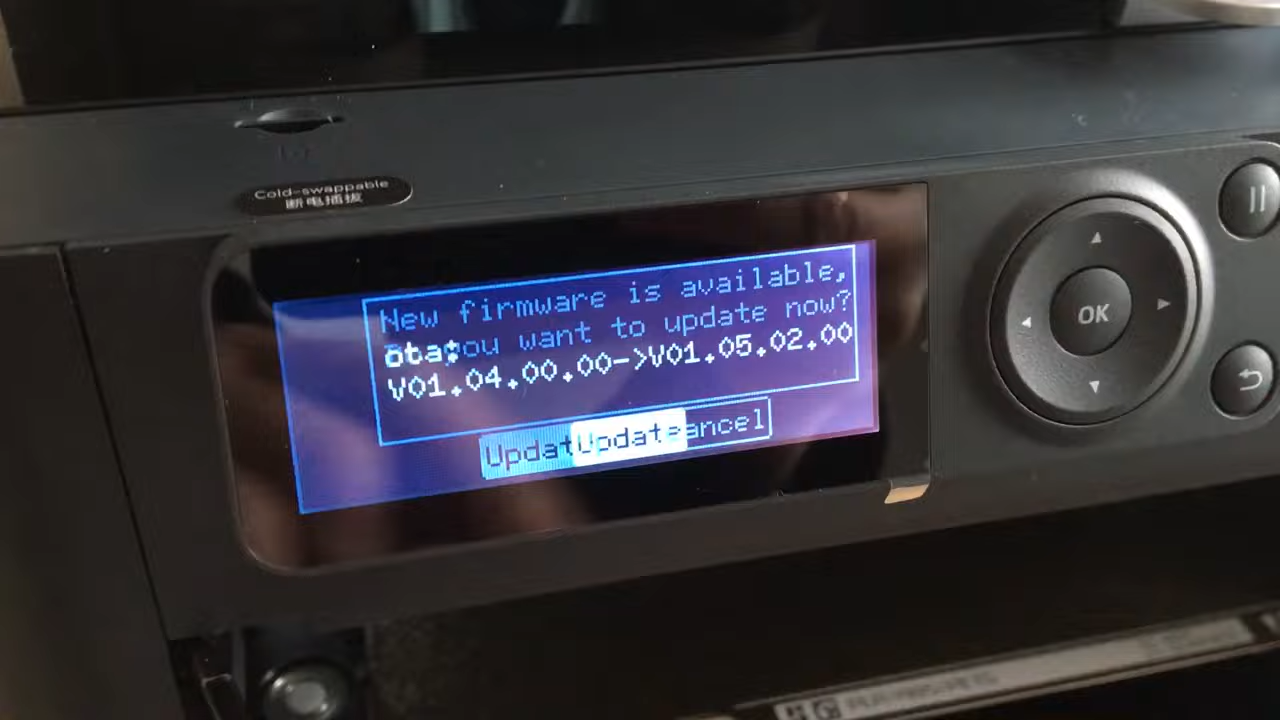 Cold-swappable
断电插拔
New firmware is available,
ota: you want to update now?
V01.04.00.00->V01.05.02.00
Updat Update ancel
OK